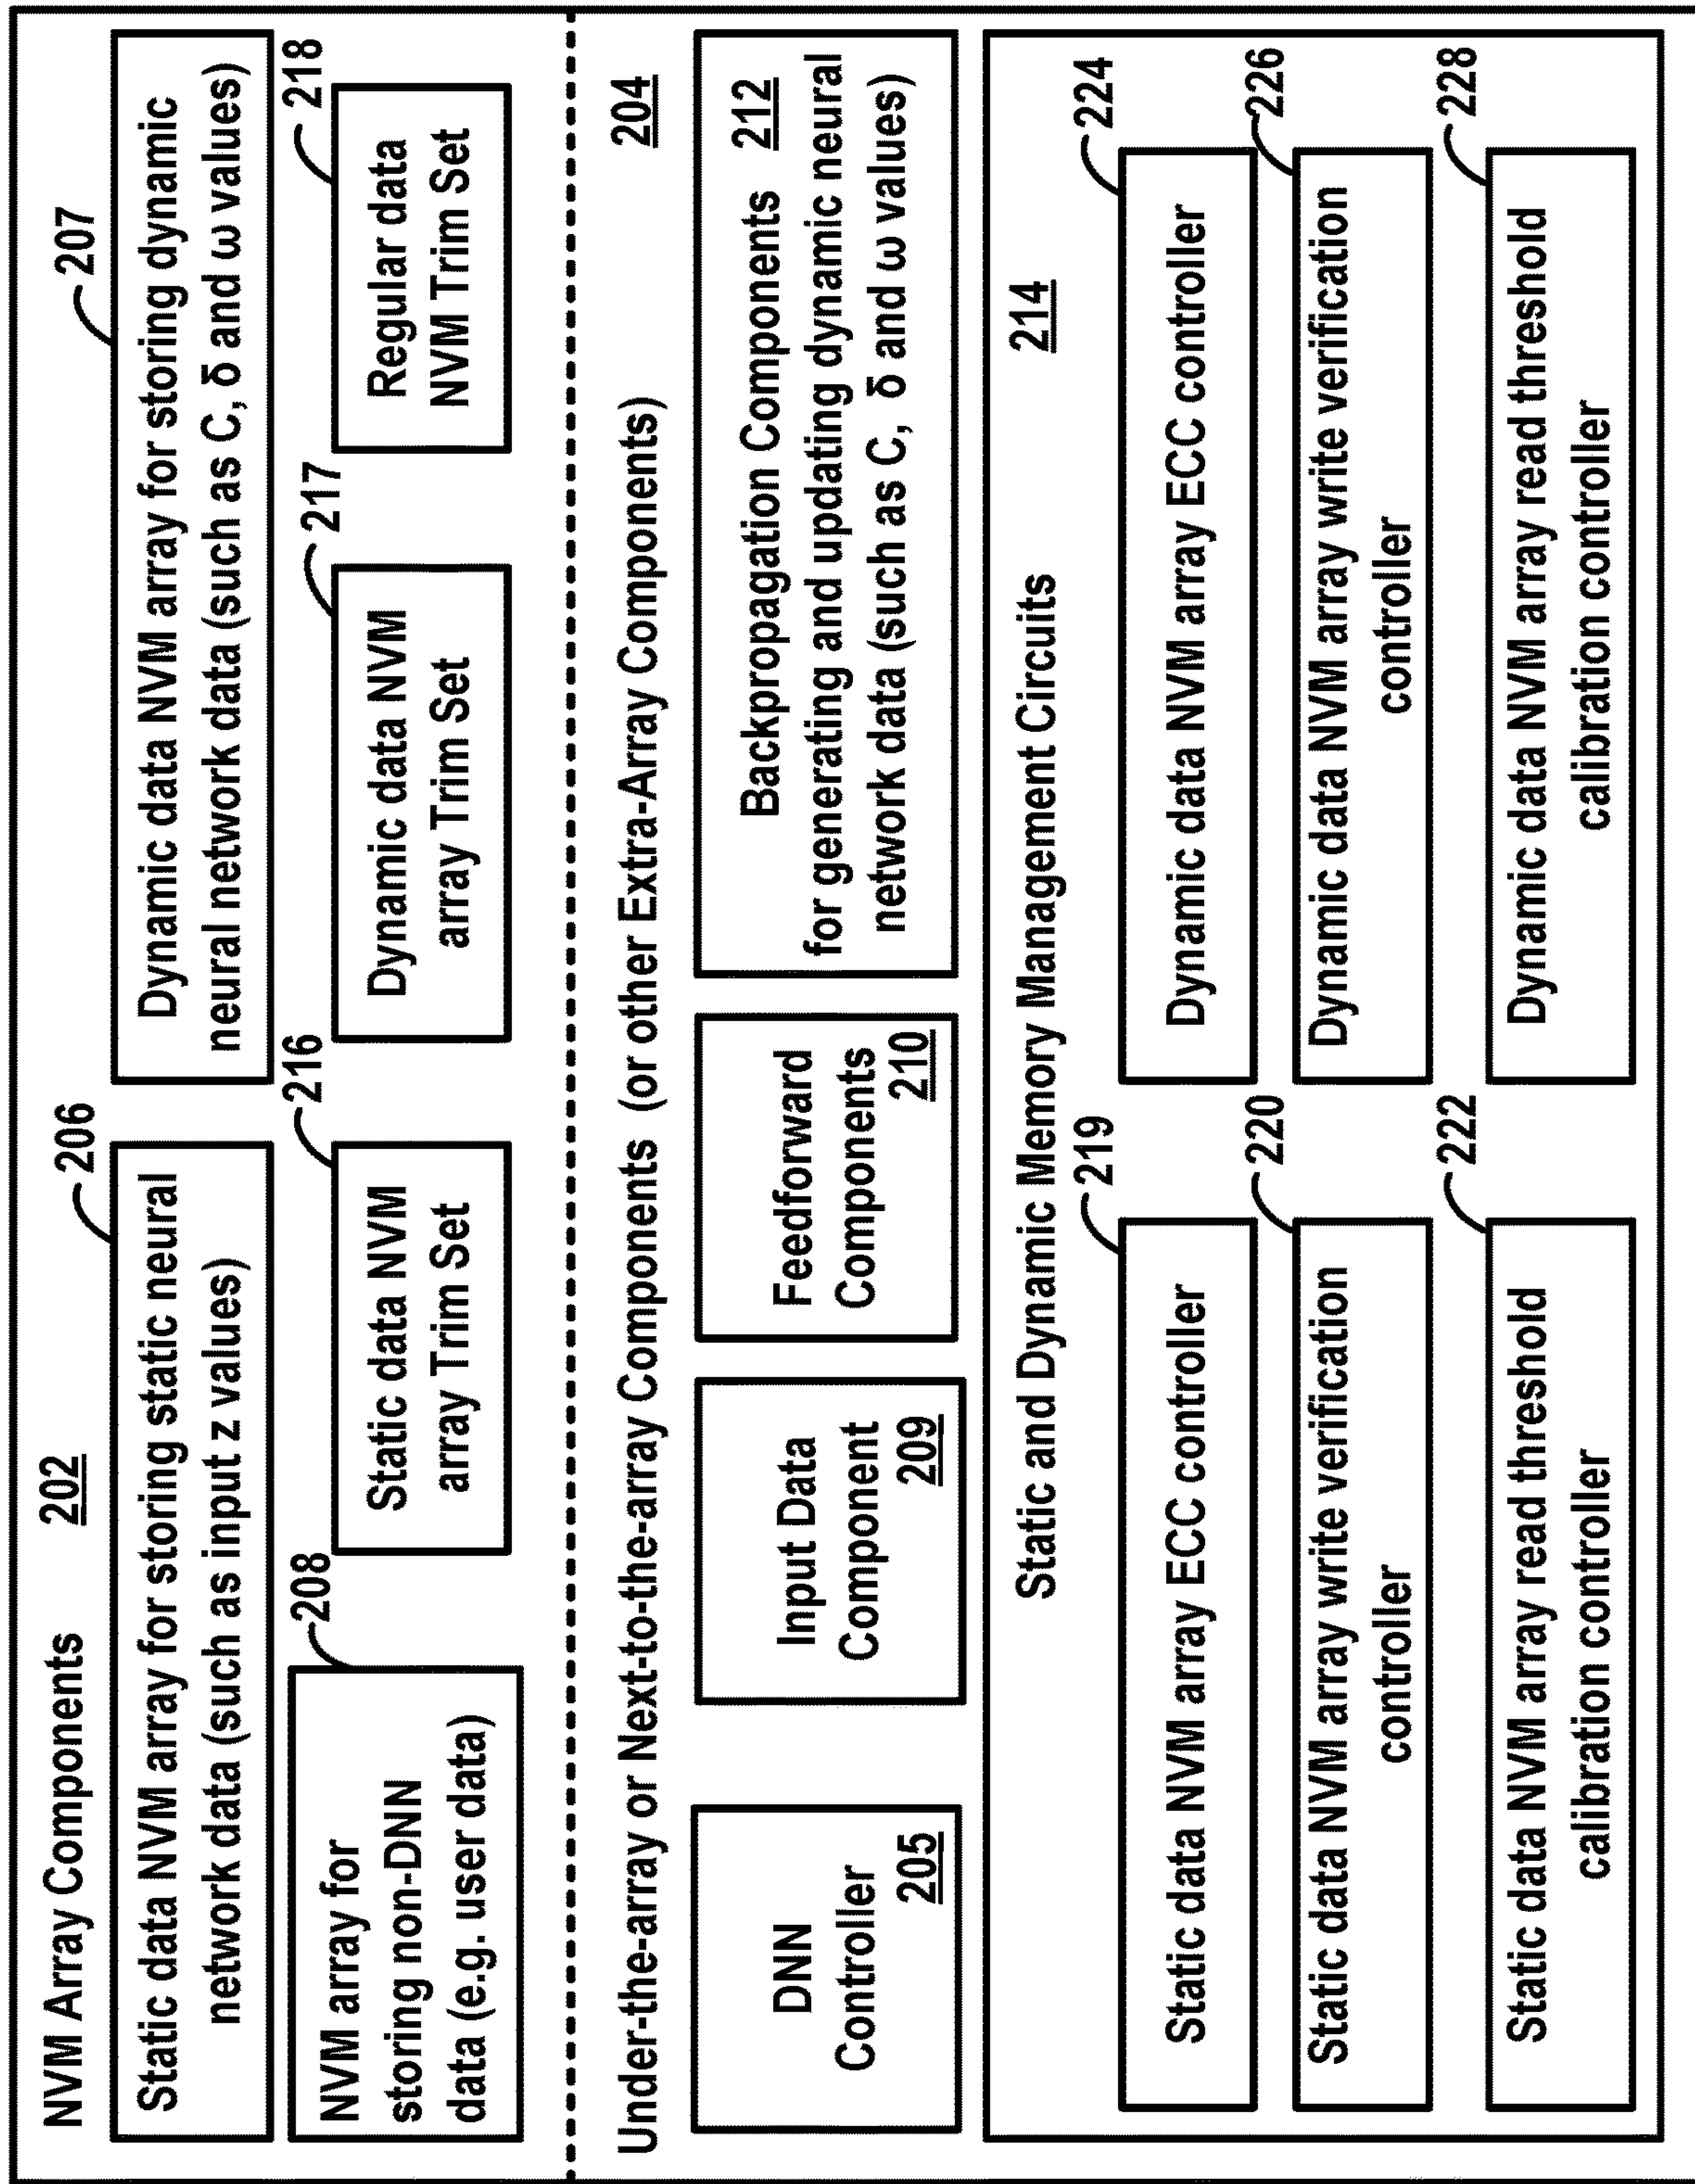 NVM Array Components 202
206
Static data NVM array for storing static neural
network data (such as input z values)
207
Dynamic data NVM array for storing dynamic
neural network data (such as C, δ and ω values)
208
NVM array for
storing non-DNN
data (e.g. user data)
216
Static data NVM
array Trim Set
217
Dynamic data NVM
array Trim Set
218
Regular data
NVM Trim Set
Under-the-array or Next-to-the-array Components (or other Extra-Array Components) 204
DNN
Controller
205
Input Data
Component
209
Feedforward
Components
210
Backpropagation Components 212
for generating and updating dynamic neural
network data (such as C, δ and ω values)
Static and Dynamic Memory Management Circuits 214
219
Static data NVM array ECC controller
224
Dynamic data NVM array ECC controller
220
Static data NVM array write verification
controller
226
Dynamic data NVM array write verification
controller
222
Static data NVM array read threshold
calibration controller
228
Dynamic data NVM array read threshold
calibration controller